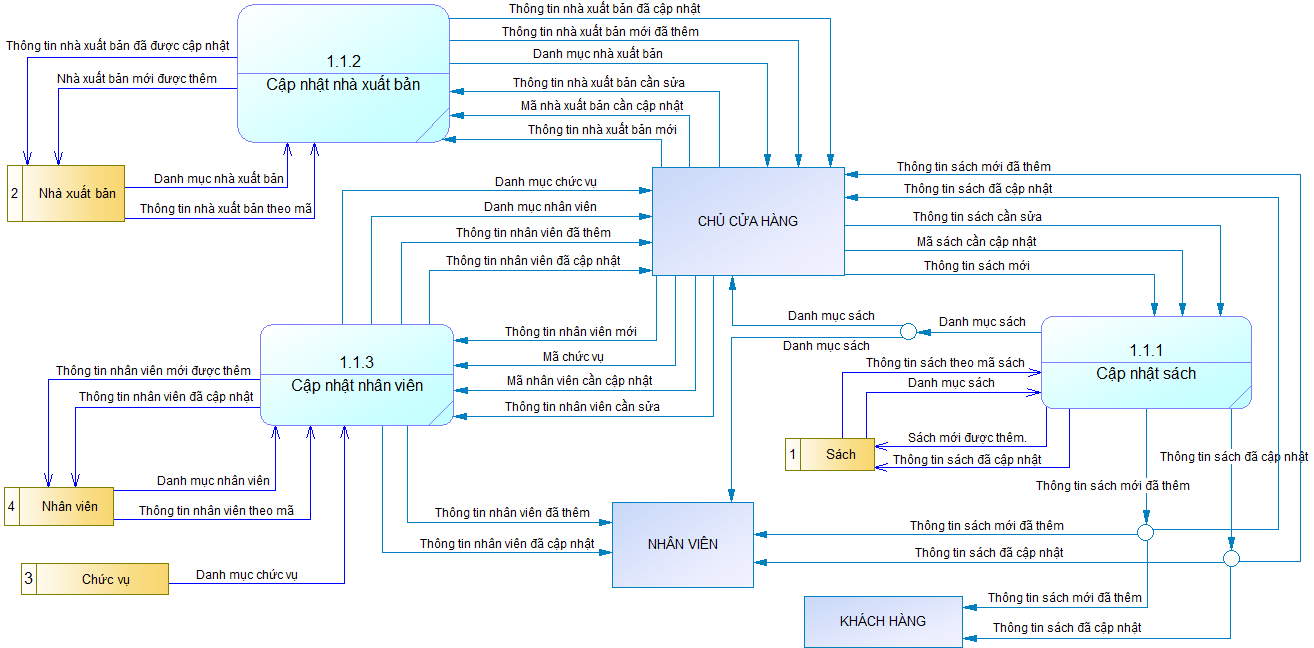 Thông tin nhà xuất bản đã cập nhật
Thông tin nhà xuất bản mới đã thêm
Thông tin nhà xuất bản đã được cập nhật
Danh mục nhà xuất bản
1.1.2
Cập nhật nhà xuất bản
Nhà xuất bản mới được thêm
Thông tin nhà xuất bản cần sửa
Mã nhà xuất bản cần cập nhật
Thông tin nhà xuất bản mới
Thông tin sách mới đã thêm
Danh mục nhà xuất bản
Danh mục chức vụ
Thông tin sách đã cập nhật
2
Nhà xuất bản
Thông tin nhà xuất bản theo mã
Danh mục nhân viên
CHỦ CỬA HÀNG
Thông tin sách cần sửa
Thông tin nhân viên đã thêm
Mã sách cần cập nhật
Thông tin nhân viên đã cập nhật
Thông tin sách mới
Danh mục sách
Danh mục sách
Thông tin nhân viên mới
Danh mục sách
1.1.3
Cập nhật nhân viên
Mã chức vụ
1.1.1
Cập nhật sách
Thông tin sách theo mã sách
Thông tin nhân viên mới được thêm
Mã nhân viên cần cập nhật
Danh mục sách
Thông tin nhân viên đã cập nhật
Thông tin nhân viên cần sửa
Sách mới được thêm.
1
Sách
Thông tin sách đã cập nhật
Thông tin sách đã cập nhật
Danh mục nhân viên
Thông tin sách mới đã thêm
4
Nhân viên
Thông tin nhân viên theo mã
Thông tin nhân viên đã thêm
Thông tin sách mới đã thêm
Thông tin nhân viên đã cập nhật
NHÂN VIÊN
Thông tin sách đã cập nhật
3
Chức vụ
Danh mục chức vụ
Thông tin sách mới đã thêm
KHÁCH HÀNG
Thông tin sách đã cập nhật